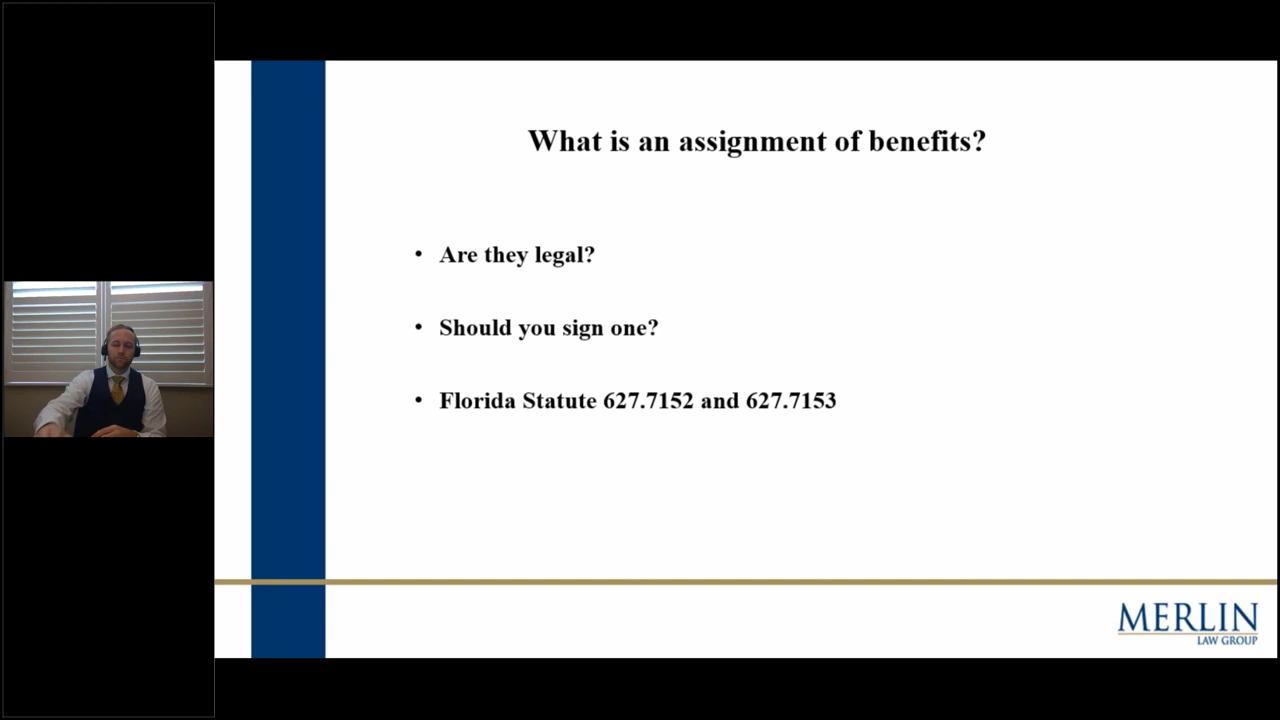 What is an assignment of benefits?
• Are they legal?
• Should you sign one?
• Florida Statute 627.7152 and 627.7153
MERLIN
LAW GROUP